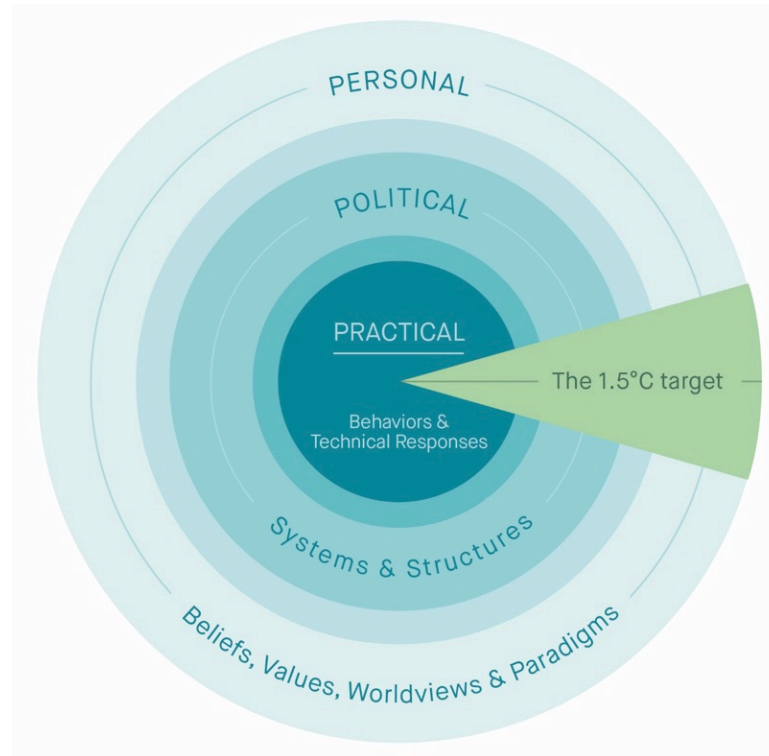 PERSONAL
POLITICAL
PRACTICAL
The 1.5°C target
Behaviors &
Technical Responses
Systems & Structures
Beliefs, Values, Worldviews & Paradigms